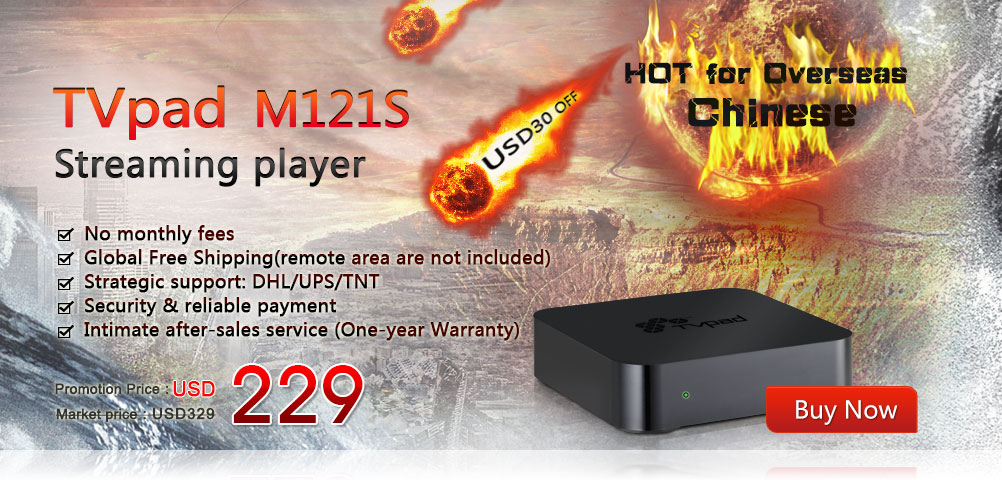 HOT for Overseas
Chinese
USD30 OFF
TVpad M121S
Streaming player
No monthly fees
Global Free Shipping(remote area are not included)
Strategic support: DHL/UPS/TNT
Security & reliable payment
Intimate after-sales service (One-year Warranty)
TVpad
Promotion Price : USD 229
Market price : USD329
Buy Now